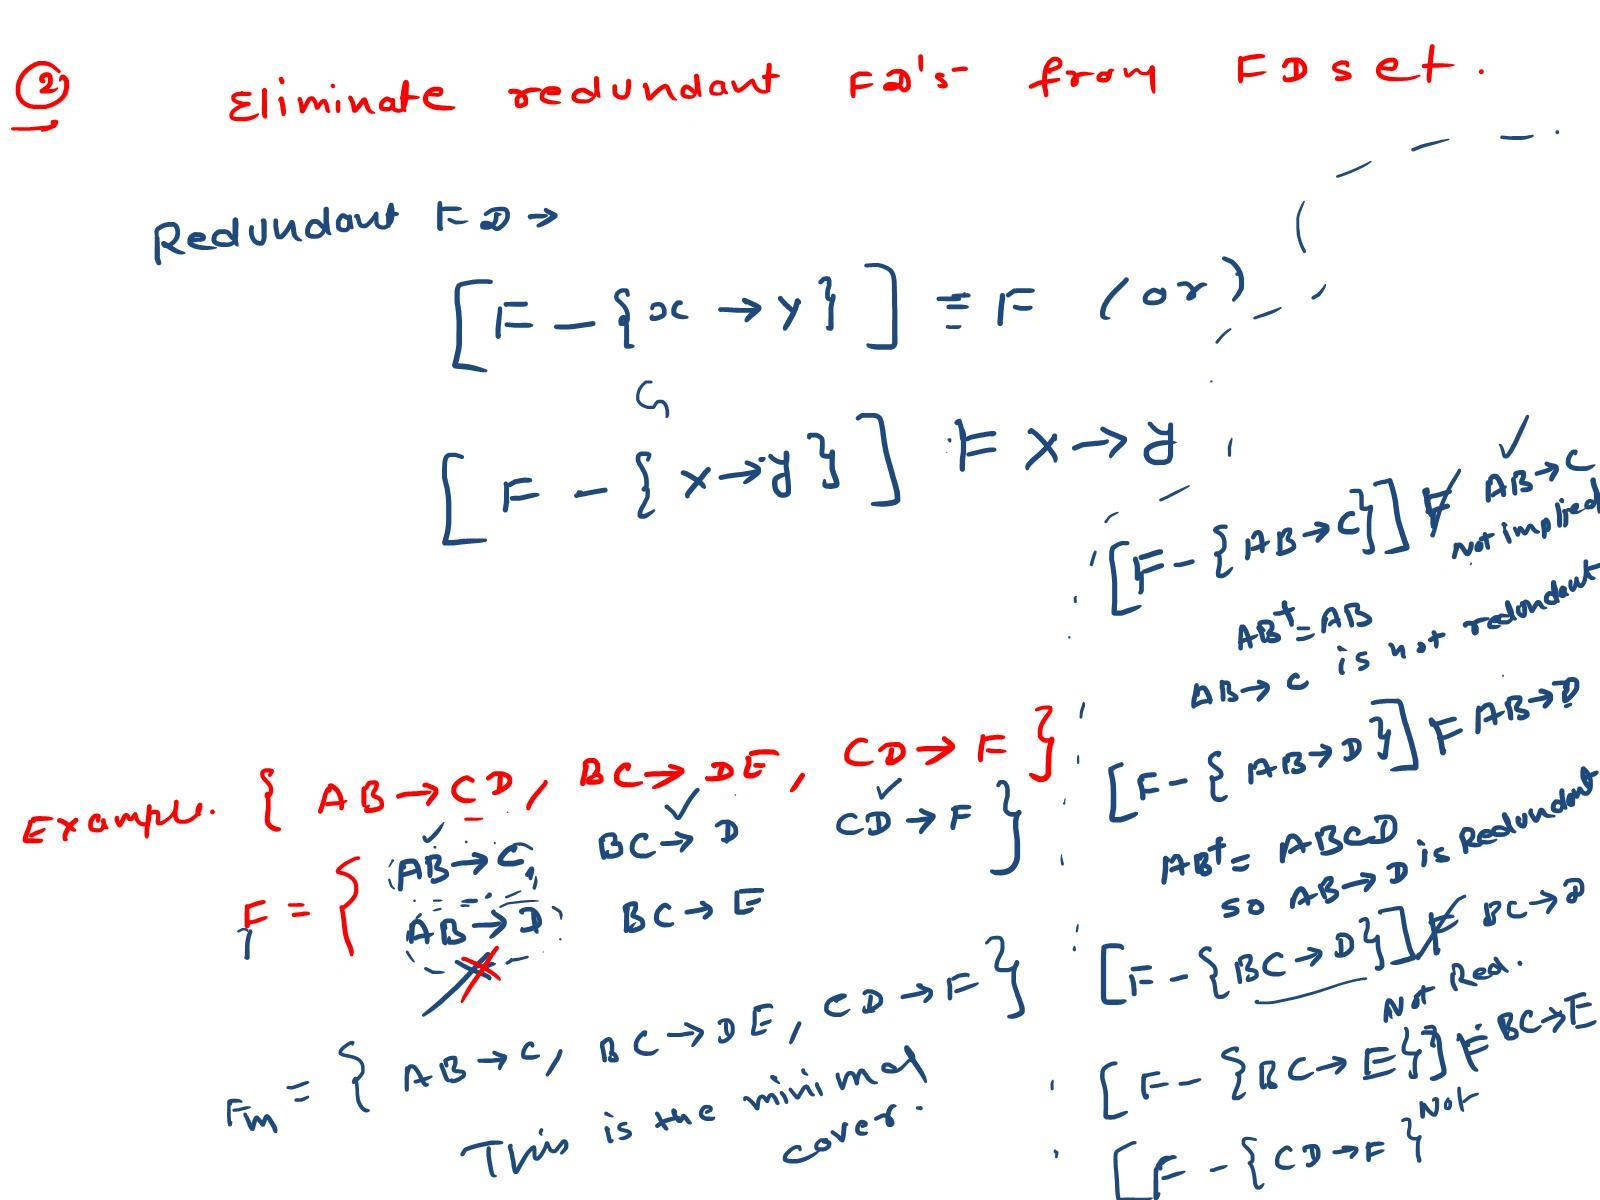 ② Eliminate redundant FD's from FD set.
Redundant FD →
[F - {x → y}] ≡ F (or)
[F - {x → y}] ⊨ X → y
[F - {AB → C}] ⊭ AB → C ✓
not implied
AB⁺ = AB
AB → C is not redundant
[F - {AB → D}] ⊨ AB → D
AB⁺ = ABCD
so AB → D is Redundant
[F - {BC → D}] ⊭ BC → D
Not Red.
[F - {BC → E}] ⊨ BC → E
Not
[F - {CD → F}
Example. { AB → CD, BC → DE, CD → F }
F = { AB → C, BC → D CD → F }
AB → D BC → E
Fm = { AB → C, BC → DE, CD → F }
This is the minimal
cover.